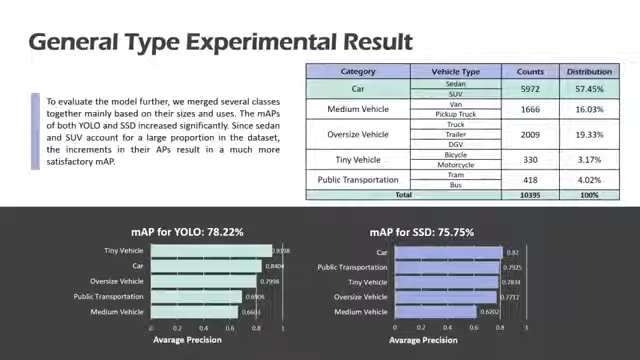 General Type Experimental Result
To evaluate the model further, we merged several classes
together mainly based on their sizes and uses. The mAPs
of both YOLO and SSD increased significantly. Since sedan
and SUV account for a large proportion in the dataset,
the increments in their APs result in a much more
satisfactory mAP.
Category Vehicle Type Counts Distribution
Car Sedan SUV 5972 57.45%
Medium Vehicle Van Pickup Truck 1666 16.03%
Oversize Vehicle Truck Trailer DGV 2009 19.33%
Tiny Vehicle Bicycle Motorcycle 330 3.17%
Public Transportation Tram Bus 418 4.02%
Total 10395 100%
mAP for YOLO: 78.22%
Tiny Vehicle 0.9198
Car 0.8404
Oversize Vehicle 0.7998
Public Transportation
Medium Vehicle
0 0.2 0.4 0.6 0.8 1
Avarage Precision
mAP for SSD: 75.75%
Car 0.82
Public Transportation 0.7925
Tiny Vehicle 0.7834
Oversize Vehicle 0.7712
Medium Vehicle 0.6202
0 0.2 0.4 0.6 0.8 1
Avarage Precision